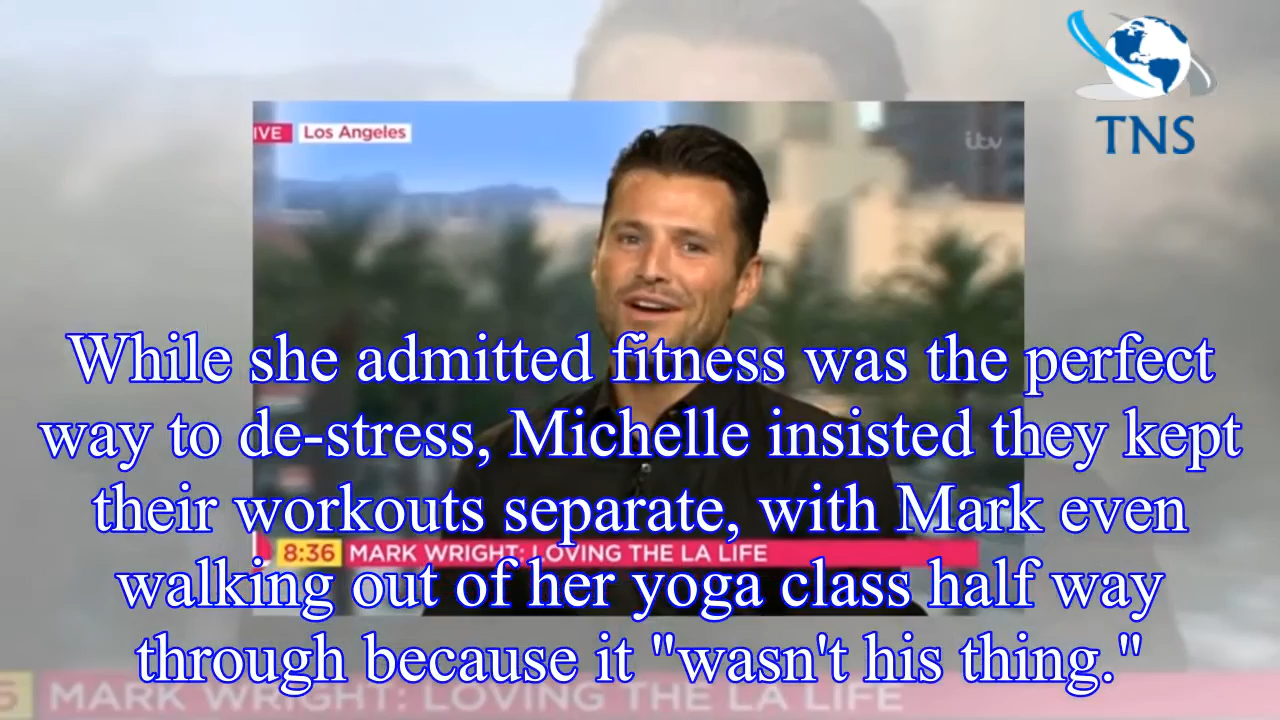 TNS
IVE Los Angeles
itv
While she admitted fitness was the perfect
way to de-stress, Michelle insisted they kept
their workouts separate, with Mark even
8:36 MARK WRIGHT: LOVING THE LA LIFE
walking out of her yoga class half way
through because it "wasn't his thing."
MARK WRIGHT: LOVING THE LA LIFE